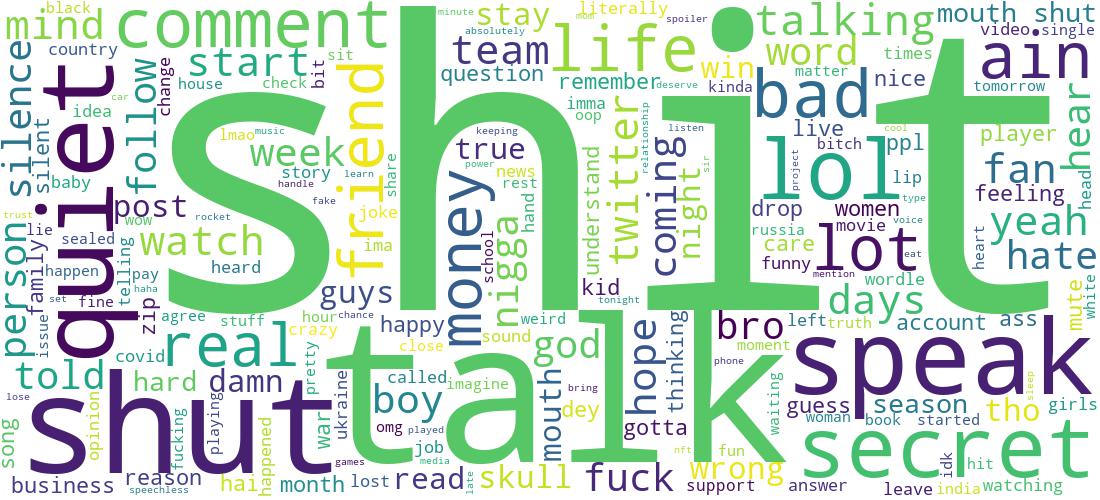 black
mind
comment
minute
stay
literally
mom
spoiler
absolutely
talking
mouth shut
video
single
country
change
start
sit
bit
team
life
win
word
times
ain
house
check
question
remember
kinda
matter
nice
tomorrow
car
idea
follow
silence
silent
quiet
shit
friend
lmao
music
week
story
learn
handle
fake
share
keeping
true
power
news
rest
hand
imma
oop
understand
twitter
relationship
deserve
listen
coming
night
sir
bad
live
bitch
lol
project
ppl
cool
lip
type
player
fan
feeling
head
hear
baby
post
wow
trust
lie
sealed
family
person
happen
telling
pay
haha
set
fine
zip
watch
heard
rocket
joke
ima
money
school
nigga
kid
tonight
drop
russia
care
funny
women
movie
voice
lot
eat
mention
wordle
yeah
heart
hate
white
mute
issue
agree
stuff
guys
hour
chance
crazy
happy
close
weird
sound
god
days
bro
left
truth
account
ass
moment
covid
real
pretty
told
hard
damn
lose
shut
talk
called
imagine
boy
omg
played
job
media
games
war
ukraine
bring
dey
mouth
hope
thinking
gotta
phone
waiting
speak
guess
season
woman
book
started
tho
sleep
girls
song
opinion
fucking
playing
business
reason
speechless
hai
happened
month
lost
read
late
skull
fuck
nft
fun
wrong
support
answer
secret
idk
hit
leave
india
watching